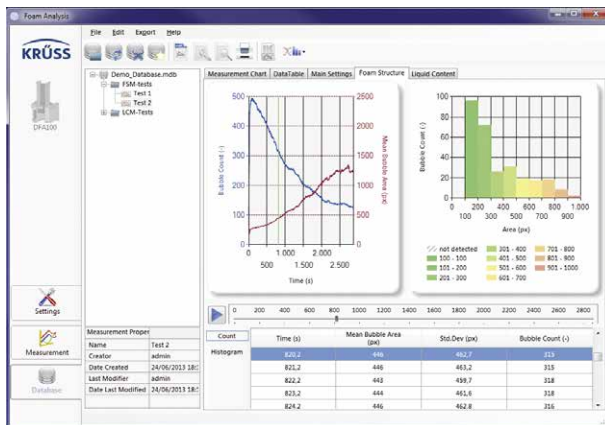 Foam Analysis
File Edit Export Help
KRÜSS
DFA100
Settings
Measurement
Database
Demo_Database.mdb
FSM-tests
Test 1
Test 2
LCM-Tests
Measurement Chart DataTable Main Settings Foam Structure Liquid Content
500 2500
400 2000
300 1500
200 1000
100 500
0 0
Bubble Count (-)
Mean Bubble Area (px)
0 1.000 2.000
500 1.500 2.500
Time (s)
100
80
60
40
20
0
Bubble Count (-)
100 300 400 600 700 900
200 500 800 1.000
Area (px)
not detected 301 - 400 701 - 800
100 - 100 401 - 500 801 - 900
101 - 200 501 - 600 901 - 1000
201 - 300 601 - 700
0 200 400 600 800 1000 1200 1400 1600 1800 2000 2200 2400 2600 2800
Count
Histogram
Time (s) Mean Bubble Area (px) Std.Dev (px) Bubble Count (-)
820,2 446 462,7 315
821,2 446 463,2 315
822,2 443 459,7 318
823,2 444 461,6 318
824,2 446 462,8 316
Measurement Proper
Name Test 2
Creator admin
Date Created 24/06/2013 18:
Last Modifier admin
Date Last Modified 24/06/2013 18: